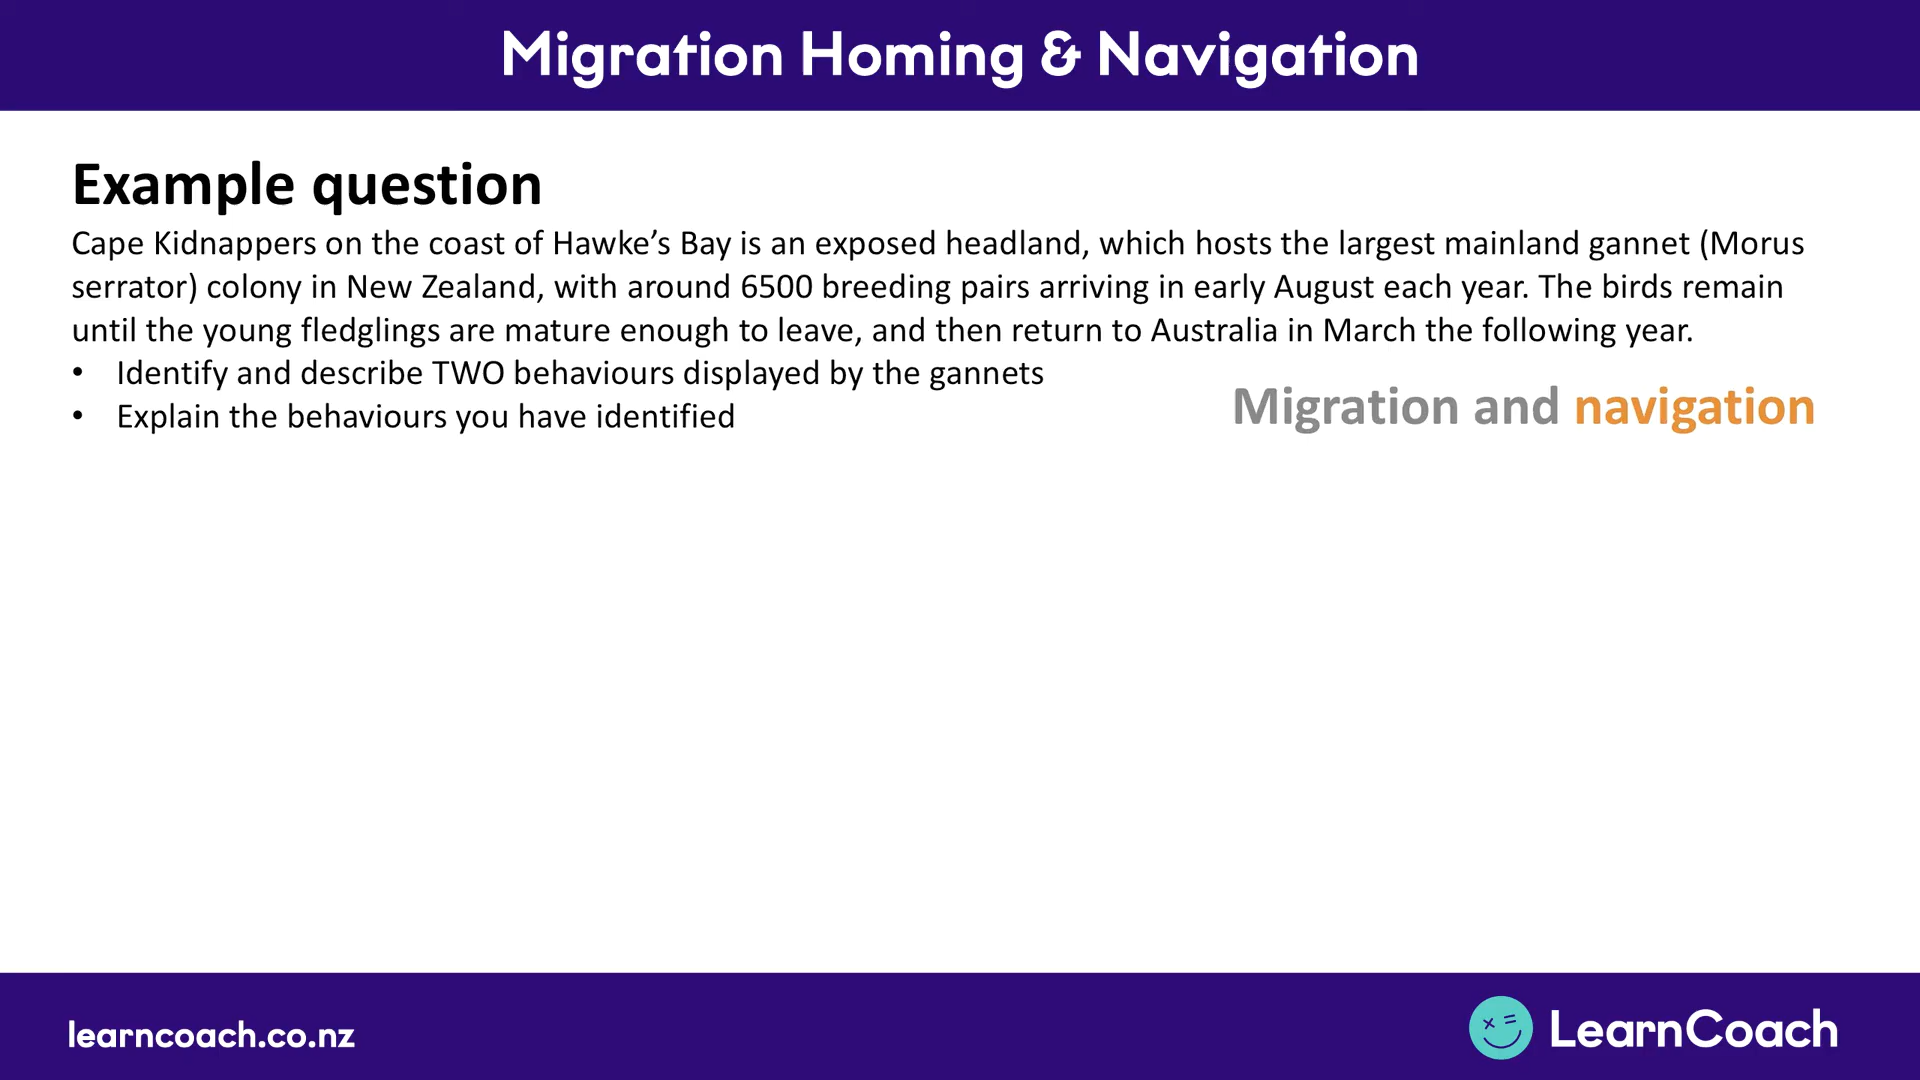 Migration Homing & Navigation
Example question
Cape Kidnappers on the coast of Hawke’s Bay is an exposed headland, which hosts the largest mainland gannet (Morus
serrator) colony in New Zealand, with around 6500 breeding pairs arriving in early August each year. The birds remain
until the young fledglings are mature enough to leave, and then return to Australia in March the following year.
• Identify and describe TWO behaviours displayed by the gannets
• Explain the behaviours you have identified
Migration and navigation
learncoach.co.nz
LearnCoach